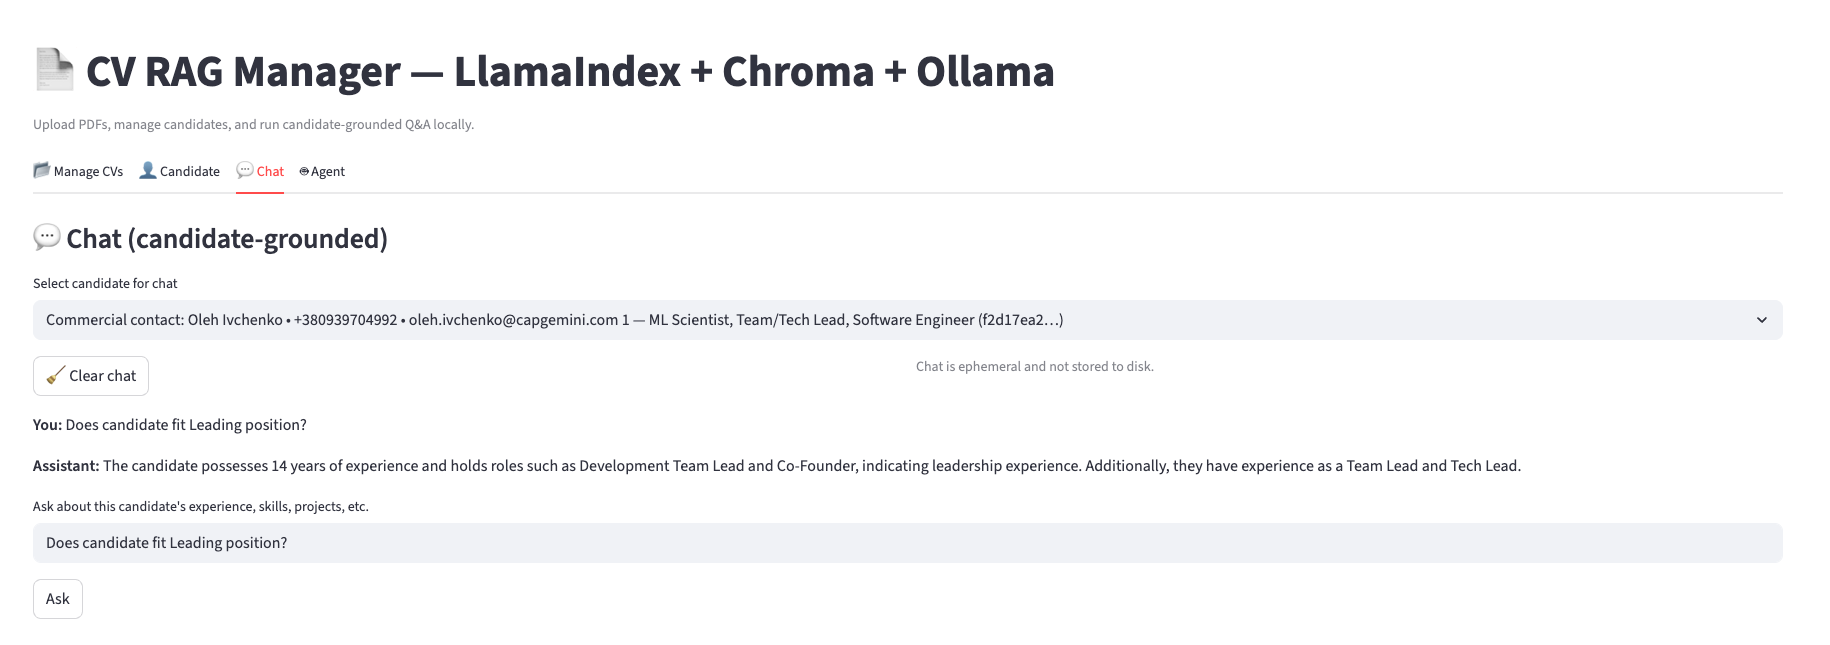 CV RAG Manager — LlamaIndex + Chroma + Ollama
Upload PDFs, manage candidates, and run candidate-grounded Q&A locally.
Manage CVs Candidate Chat Agent
Chat (candidate-grounded)
Select candidate for chat
Commercial contact: Oleh Ivchenko • +380939704992 • oleh.ivchenko@capgemini.com 1 — ML Scientist, Team/Tech Lead, Software Engineer (f2d17ea2…)
Clear chat
Chat is ephemeral and not stored to disk.
You: Does candidate fit Leading position?
Assistant: The candidate possesses 14 years of experience and holds roles such as Development Team Lead and Co-Founder, indicating leadership experience. Additionally, they have experience as a Team Lead and Tech Lead.
Ask about this candidate's experience, skills, projects, etc.
Does candidate fit Leading position?
Ask